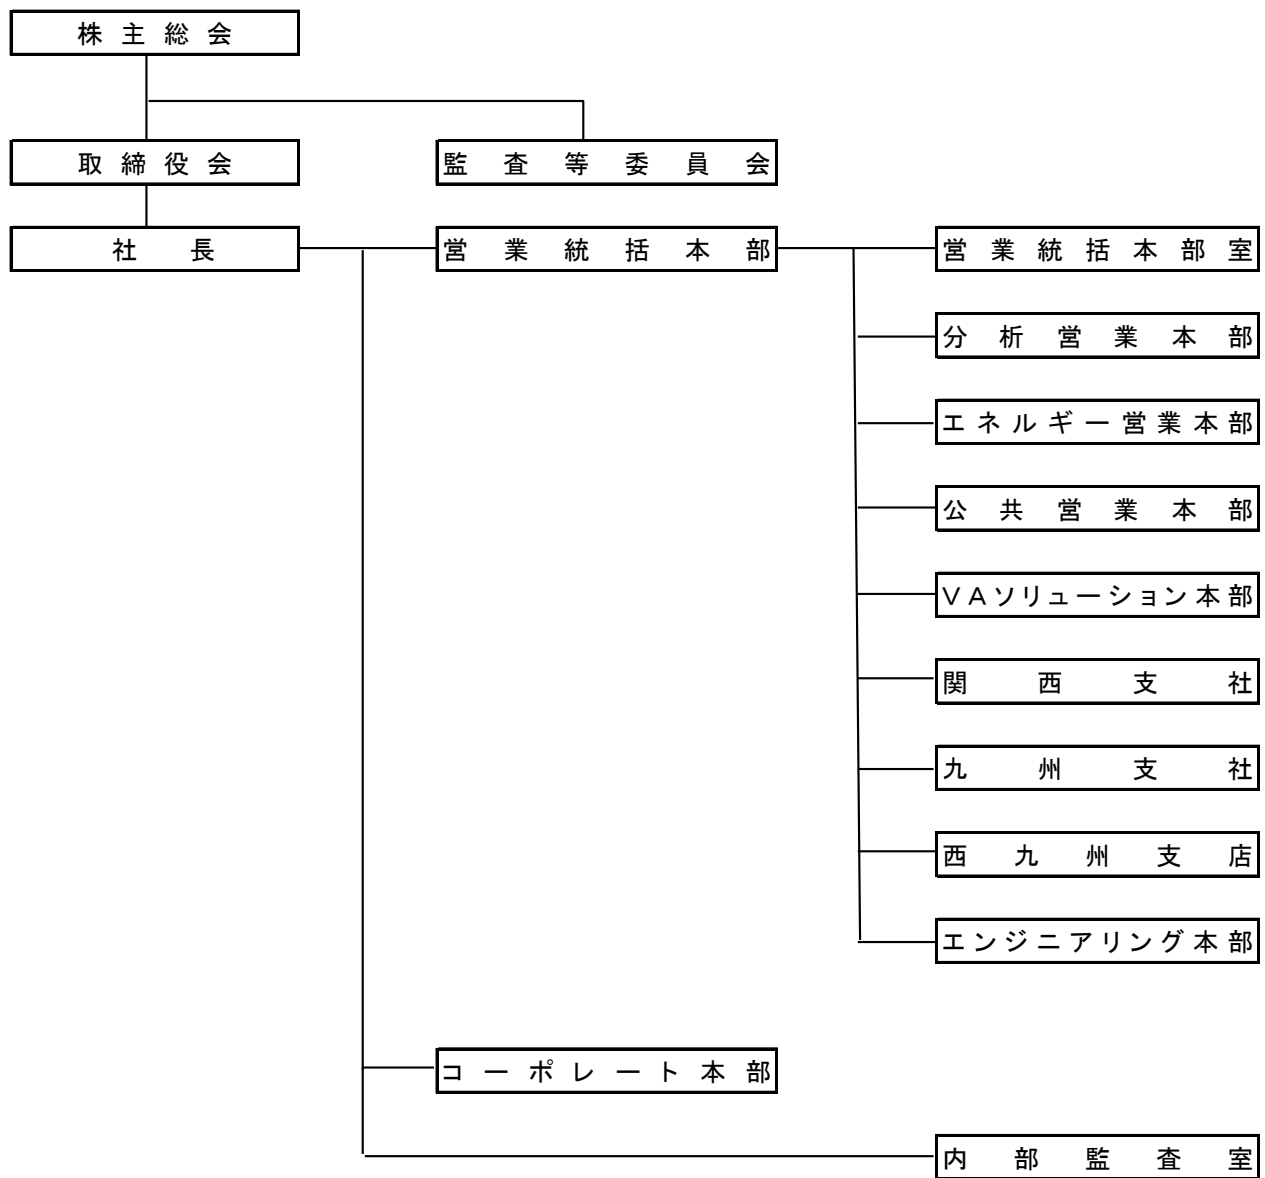 株主総会
取締役会
監査等委員会
社長
営業統括本部
営業統括本部室
分析営業本部
エネルギー営業本部
公共営業本部
VAソリューション本部
関西支社
九州支社
西九州支店
エンジニアリング本部
コーポレート本部
内部監査室